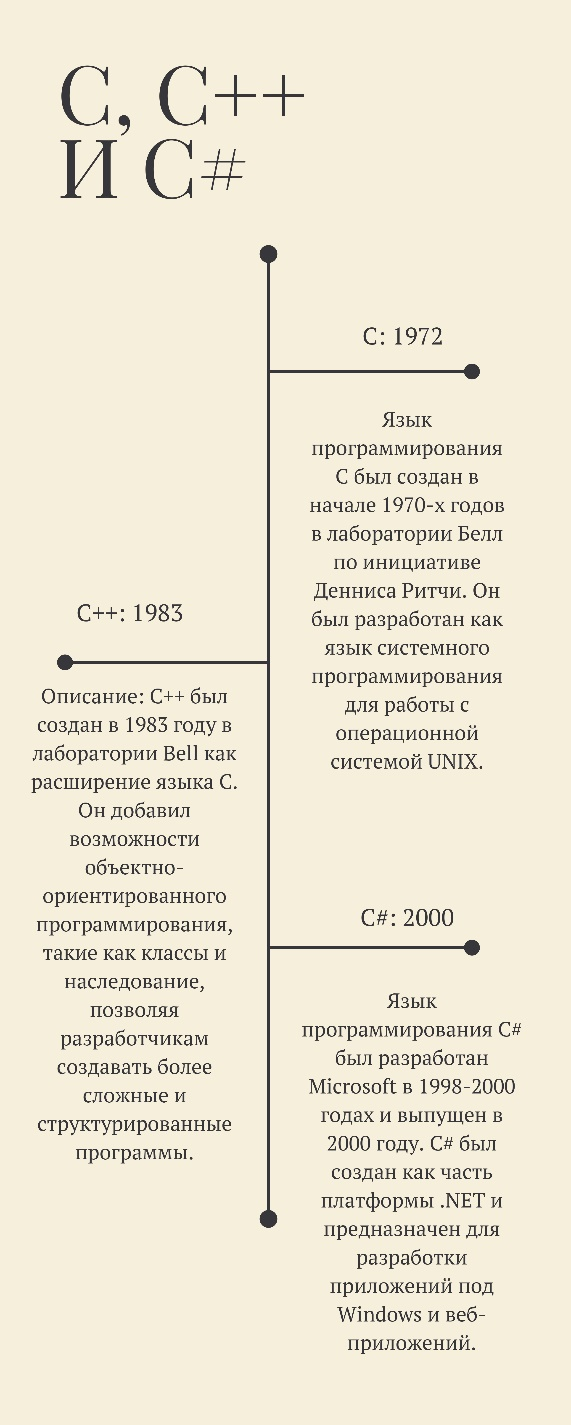 С, С++
И С#
C: 1972
Язык
программирования
C был создан в
начале 1970-х годов
в лаборатории Белл
по инициативе
Денниса Ритчи. Он
был разработан как
язык системного
программирования
для работы с
операционной
системой UNIX.
C++: 1983
Описание: C++ был
создан в 1983 году в
лаборатории Bell как
расширение языка C.
Он добавил
возможности
объектно-
ориентированного
программирования,
такие как классы и
наследование,
позволяя
разработчикам
создавать более
сложные и
структурированные
программы.
C#: 2000
Язык
программирования C#
был разработан
Microsoft в 1998-2000
годах и выпущен в
2000 году. C# был
создан как часть
платформы .NET и
предназначен для
разработки
приложений под
Windows и веб-
приложений.